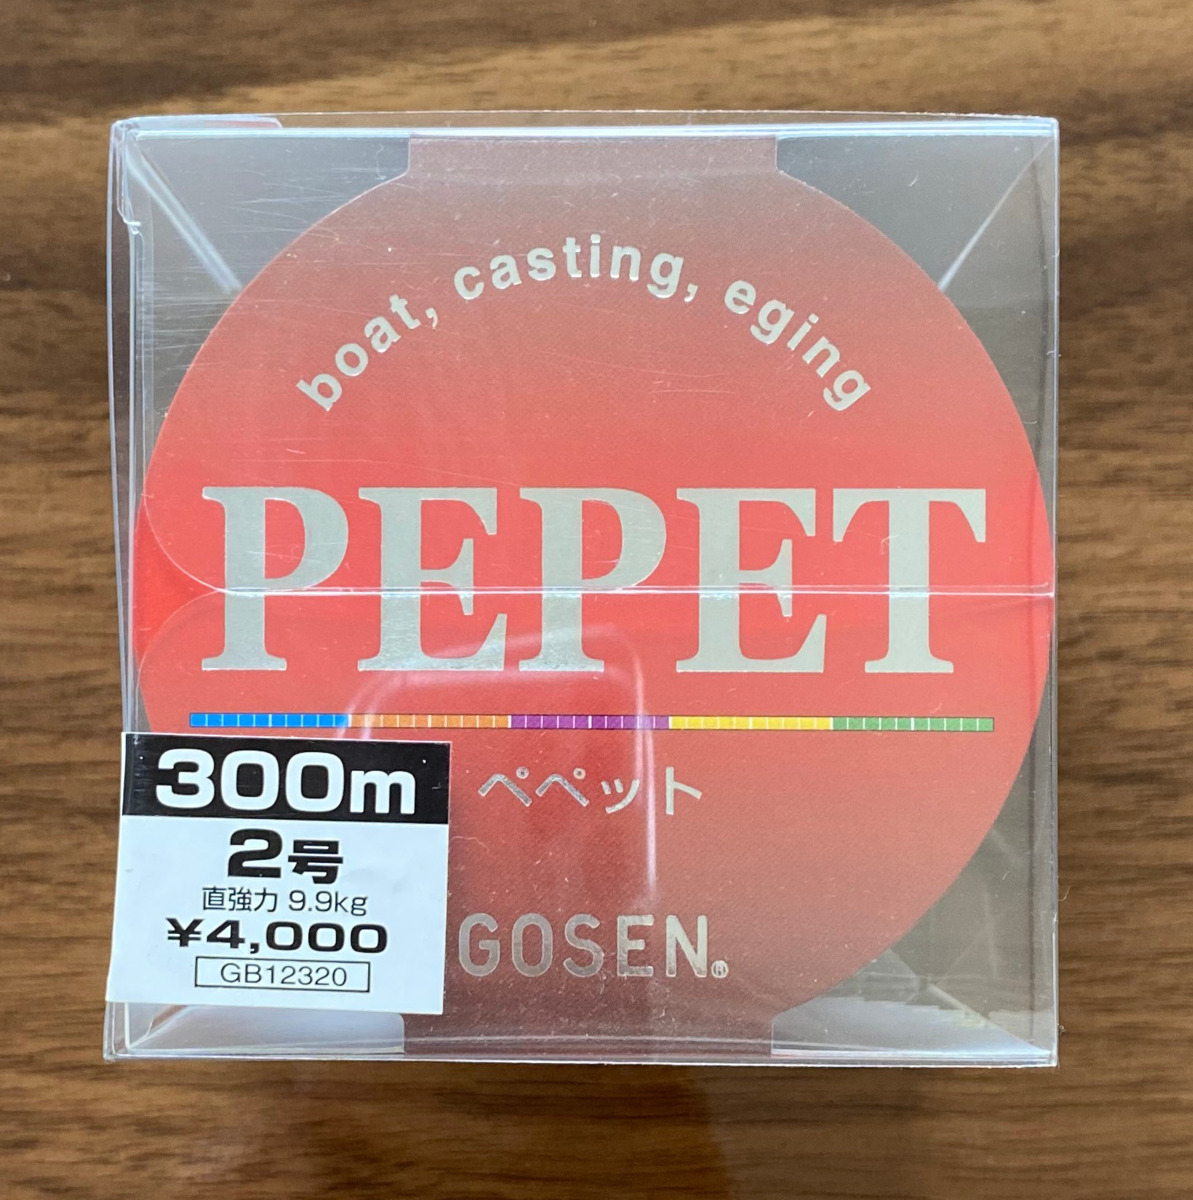 boat, casting, eging
PEPET
ペペット
300m
2号
直強力 9.9kg
¥4,000
GB12320
GOSEN®